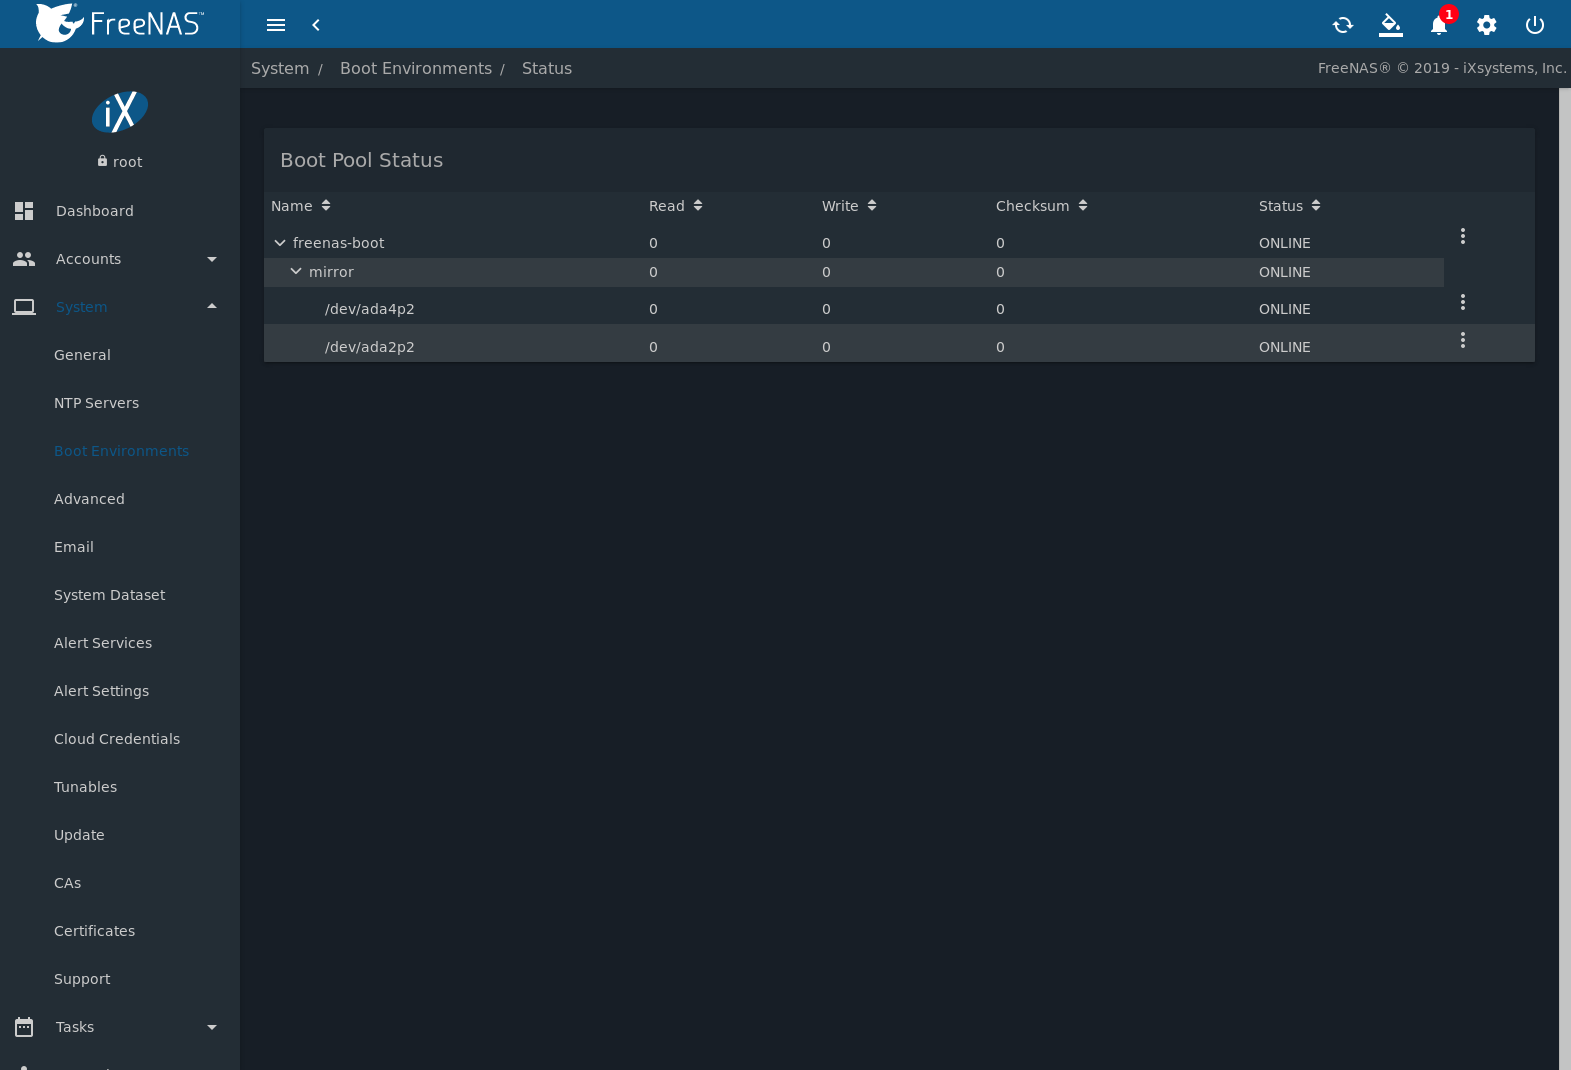 FreeNAS™
1
System / Boot Environments / Status
FreeNAS® © 2019 - iXsystems, Inc.
iX
root
Dashboard
Accounts
System
General
NTP Servers
Boot Environments
Advanced
Email
System Dataset
Alert Services
Alert Settings
Cloud Credentials
Tunables
Update
CAs
Certificates
Support
Tasks
Boot Pool Status
Name Read Write Checksum Status
freenas-boot 0 0 0 ONLINE
mirror 0 0 0 ONLINE
/dev/ada4p2 0 0 0 ONLINE
/dev/ada2p2 0 0 0 ONLINE